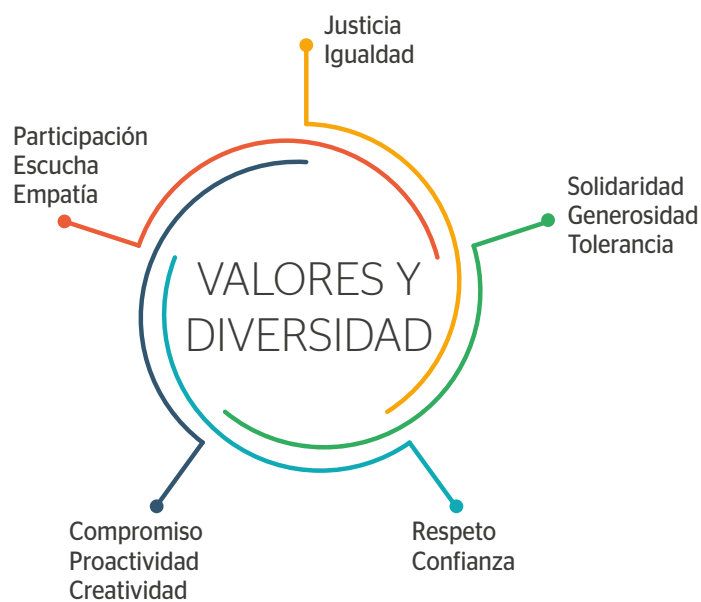 Justicia
Igualdad
Participación
Escucha
Empatía
Solidaridad
Generosidad
Tolerancia
VALORES Y
DIVERSIDAD
Compromiso
Proactividad
Creatividad
Respeto
Confianza